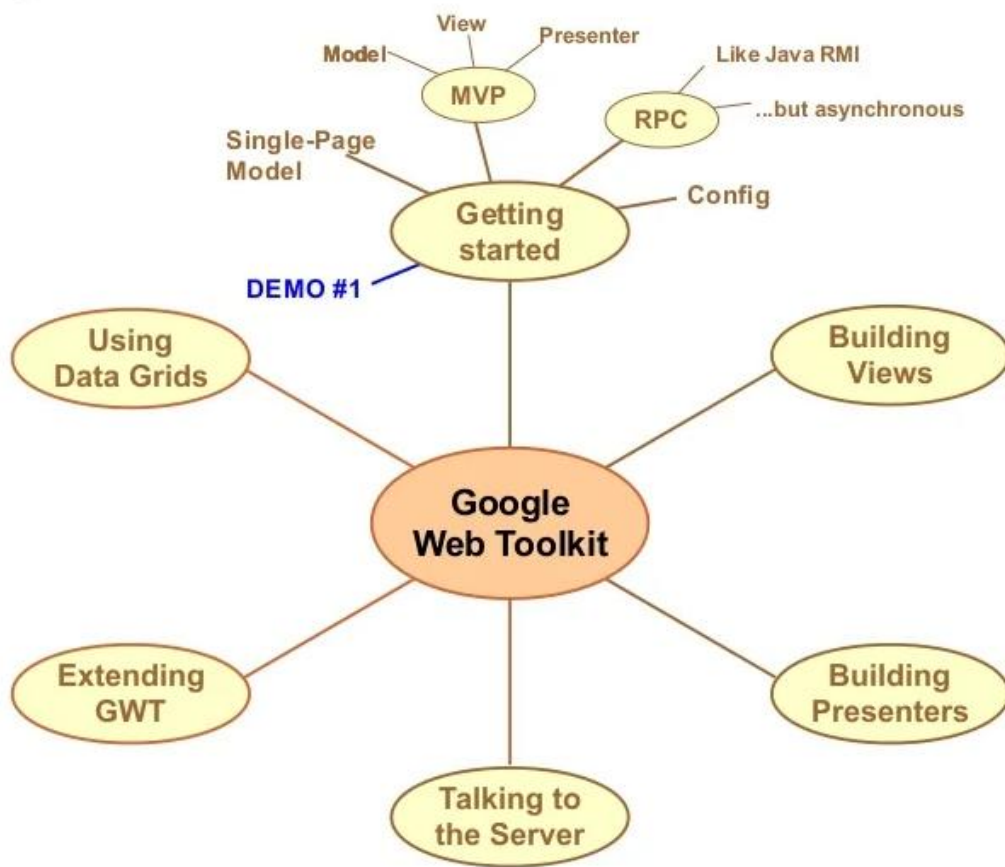 View
Model
Presenter
MVP
Like Java RMI
RPC
...but asynchronous
Single-Page
Model
Config
Getting
started
DEMO #1
Using
Data Grids
Building
Views
Google
Web Toolkit
Extending
GWT
Building
Presenters
Talking to
the Server